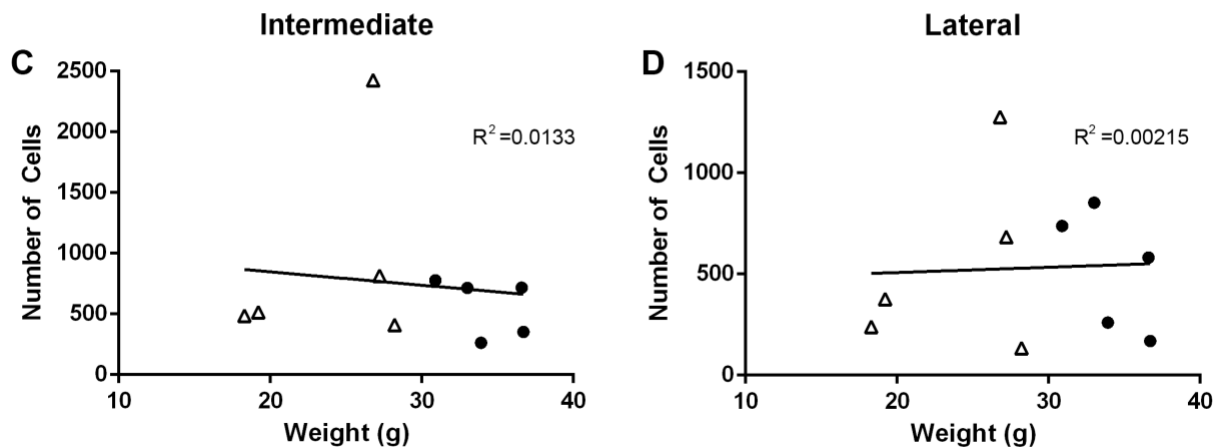 Intermediate
C
Number of Cells
2500
2000
1500
1000
500
0
R²=0.0133
10 20 30 40
Weight (g)
Lateral
D
Number of Cells
1500
1000
500
0
R²=0.00215
10 20 30 40
Weight (g)